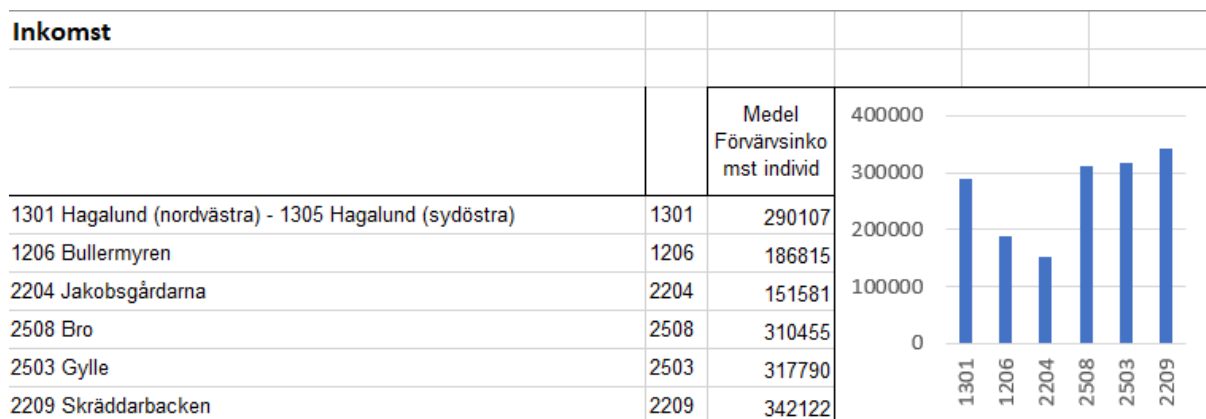 Inkomst
Medel
Förvärvsinko
mst individ
1301 Hagalund (nordvästra) - 1305 Hagalund (sydöstra) 1301 290107
1206 Bullermyren 1206 186815
2204 Jakobsgårdarna 2204 151581
2508 Bro 2508 310455
2503 Gylle 2503 317790
2209 Skräddarbacken 2209 342122
400000
300000
200000
100000
0
1301 1206 2204 2508 2503 2209